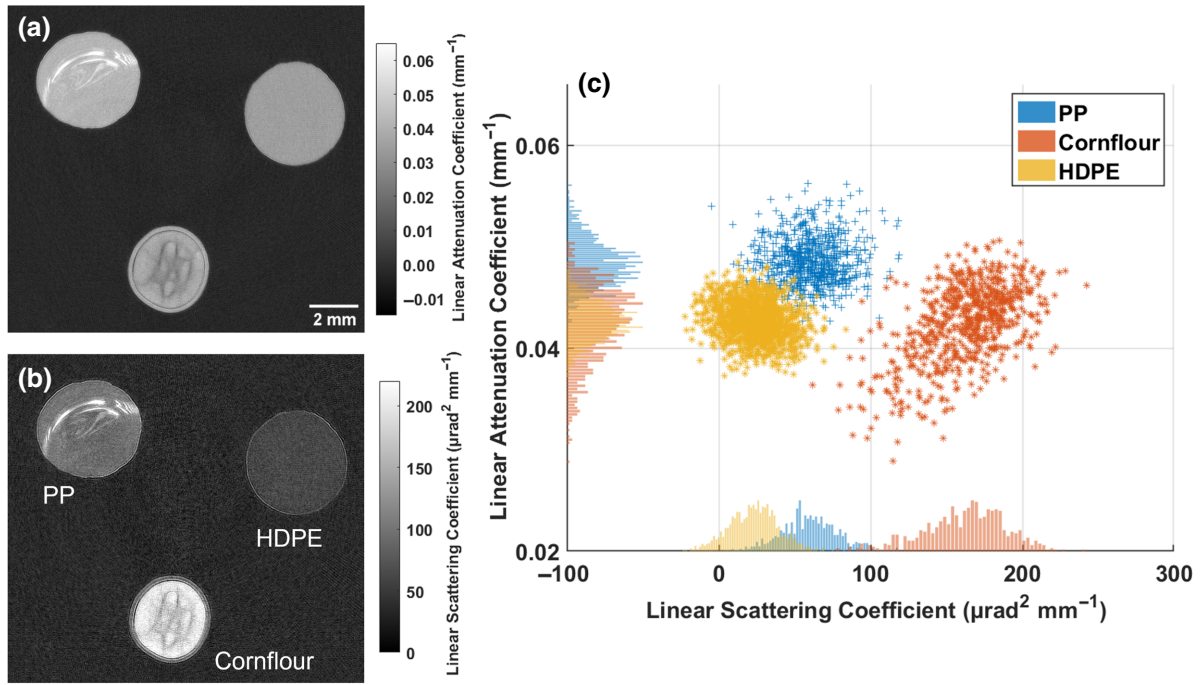 (a)
0.06
0.05
0.04
0.03
0.02
0.01
0.00
−0.01
Linear Attenuation Coefficient (mm⁻¹)
2 mm
(b)
PP
HDPE
Cornflour
200
150
100
50
0
Linear Scattering Coefficient (µrad² mm⁻¹)
(c)
PP
Cornflour
HDPE
0.06
0.04
0.02
Linear Attenuation Coefficient (mm⁻¹)
−100
0
100
200
300
Linear Scattering Coefficient (µrad² mm⁻¹)